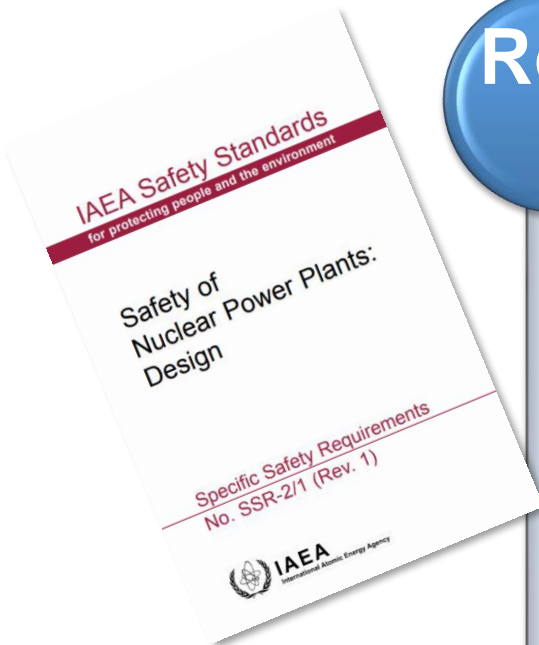 IAEA Safety Standards
for protecting people and the environment
Safety of
Nuclear Power Plants:
Design
Specific Safety Requirements
No. SSR-2/1 (Rev. 1)
IAEA
International Atomic Energy Agency